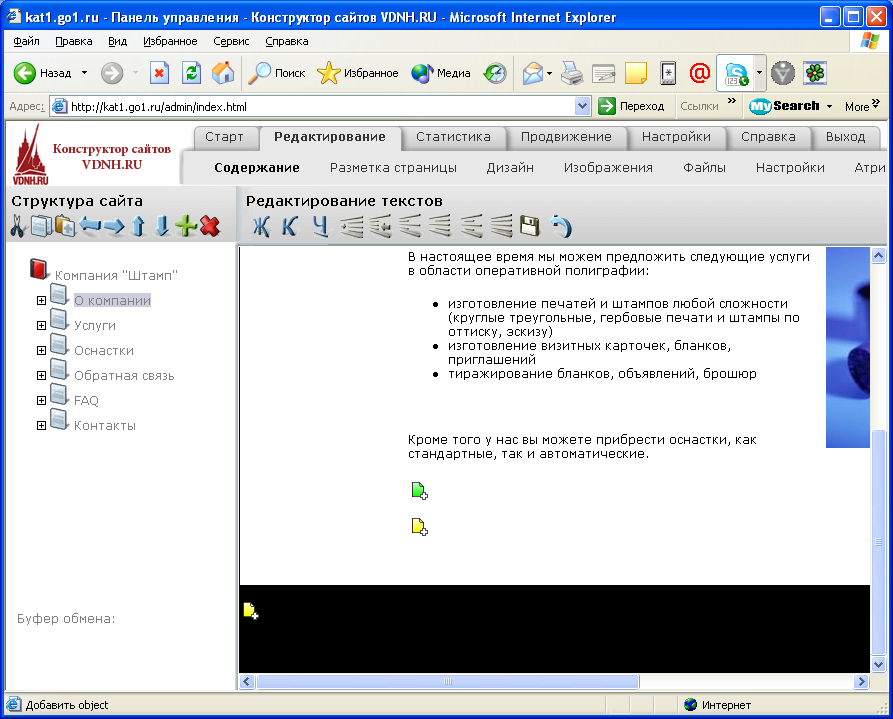 kat1.go1.ru - Панель управления - Конструктор сайтов VDNH.RU - Microsoft Internet Explorer
Файл Правка Вид Избранное Сервис Справка
Назад Поиск Избранное Медиа
Адрес: http://kat1.go1.ru/admin/index.html Переход Ссылки » My Search More »
Конструктор сайтов
VDNH.RU
VDNH.RU
Старт Редактирование Статистика Продвижение Настройки Справка Выход
Содержание Разметка страницы Дизайн Изображения Файлы Настройки Атри
Структура сайта
Редактирование текстов
Ж К Ч
Компания "Штамп"
О компании
Услуги
Оснастки
Обратная связь
FAQ
Контакты
Буфер обмена:
В настоящее время мы можем предложить следующие услуги
в области оперативной полиграфии:
• изготовление печатей и штампов любой сложности
(круглые треугольные, гербовые печати и штампы по
оттиску, эскизу)
• изготовление визитных карточек, бланков,
приглашений
• тиражирование бланков, объявлений, брошюр
Кроме того у нас вы можете прибрести оснастки, как
стандартные, так и автоматические.
Добавить object
Интернет